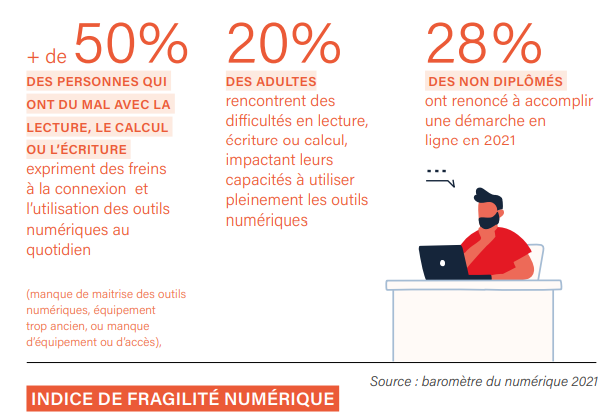 + de 50%
DES PERSONNES QUI
ONT DU MAL AVEC LA
LECTURE, LE CALCUL
OU L'ÉCRITURE
expriment des freins
à la connexion et
l'utilisation des outils
numériques au
quotidien
(manque de maitrise des outils
numériques, équipement
trop ancien, ou manque
d'équipement ou d'accès),
20%
DES ADULTES
rencontrent des
difficultés en lecture,
écriture ou calcul,
impactant leurs
capacités à utiliser
pleinement les outils
numériques
28%
DES NON DIPLÔMÉS
ont renoncé à accomplir
une démarche en
ligne en 2021
Source : baromètre du numérique 2021
INDICE DE FRAGILITÉ NUMÉRIQUE